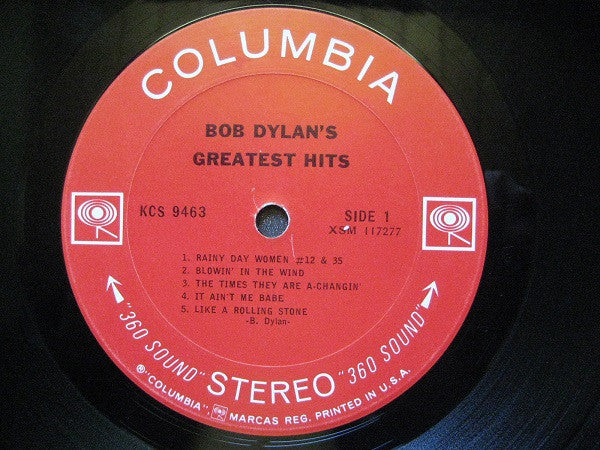 COLUMBIA
BOB DYLAN'S
GREATEST HITS
KCS 9463
SIDE 1
XSM 117277
1. RAINY DAY WOMEN #12 & 35
2. BLOWIN' IN THE WIND
3. THE TIMES THEY ARE A-CHANGIN'
4. IT AIN'T ME BABE
5. LIKE A ROLLING STONE
-B. Dylan-
"360 SOUND" STEREO "360 SOUND"
® "COLUMBIA", MARCAS REG. PRINTED IN U.S.A.